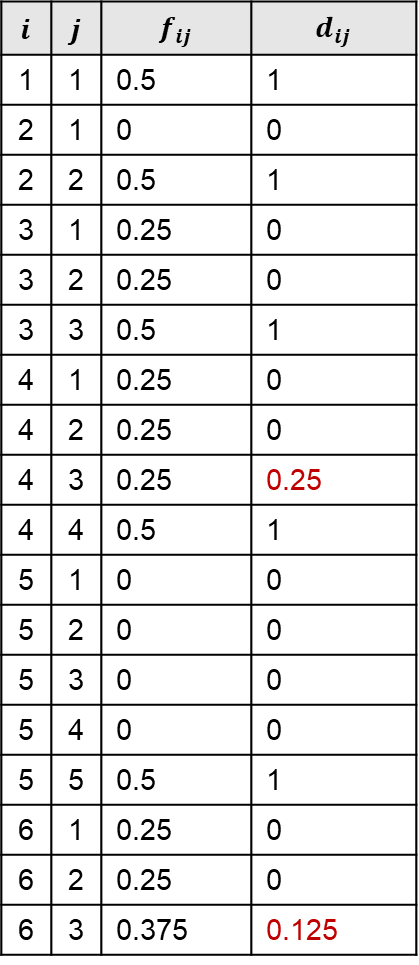 i j f_ij d_ij
1 1 0.5 1
2 1 0 0
2 2 0.5 1
3 1 0.25 0
3 2 0.25 0
3 3 0.5 1
4 1 0.25 0
4 2 0.25 0
4 3 0.25 0.25
4 4 0.5 1
5 1 0 0
5 2 0 0
5 3 0 0
5 4 0 0
5 5 0.5 1
6 1 0.25 0
6 2 0.25 0
6 3 0.375 0.125